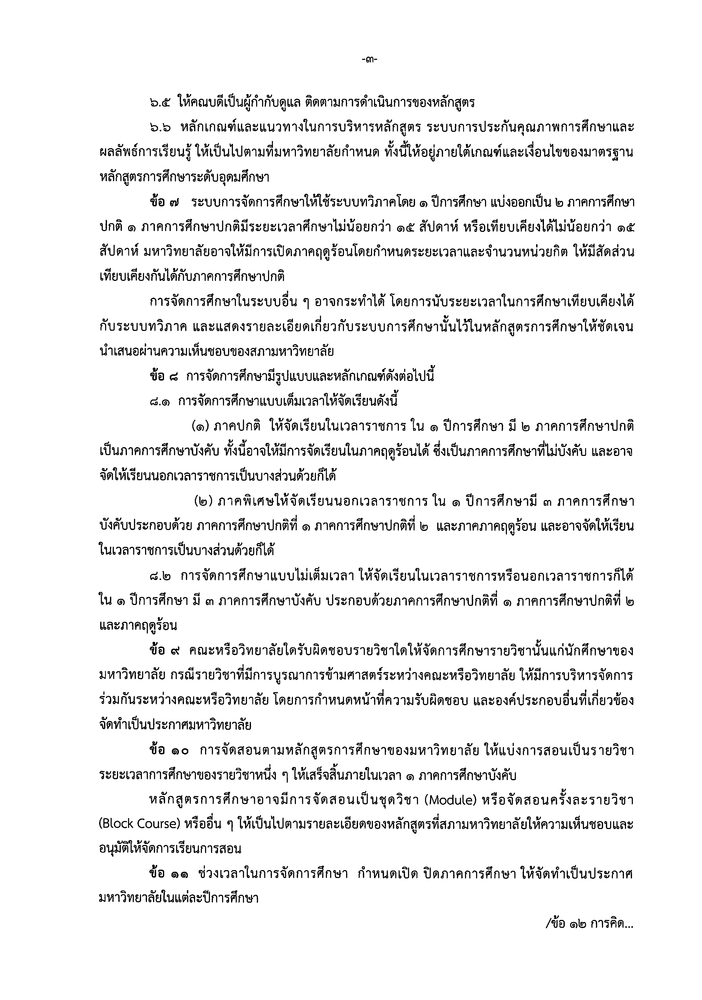 -๓-
๖.๕ ให้คณบดีเป็นผู้กำกับดูแล ติดตามการดำเนินการของหลักสูตร
๖.๖ หลักเกณฑ์และแนวทางในการบริหารหลักสูตร ระบบการประกันคุณภาพการศึกษาและ
ผลลัพธ์การเรียนรู้ ให้เป็นไปตามที่มหาวิทยาลัยกำหนด ทั้งนี้ให้อยู่ภายใต้เกณฑ์และเงื่อนไขของมาตรฐาน
หลักสูตรการศึกษาระดับอุดมศึกษา
ข้อ ๗ ระบบการจัดการศึกษาให้ใช้ระบบทวิภาคโดย ๑ ปีการศึกษา แบ่งออกเป็น ๒ ภาคการศึกษา
ปกติ ๑ ภาคการศึกษาปกติมีระยะเวลาศึกษาไม่น้อยกว่า ๑๕ สัปดาห์ หรือเทียบเคียงได้ไม่น้อยกว่า ๑๕
สัปดาห์ มหาวิทยาลัยอาจให้มีการเปิดภาคฤดูร้อนโดยกำหนดระยะเวลาและจำนวนหน่วยกิต ให้มีสัดส่วน
เทียบเคียงกันได้กับภาคการศึกษาปกติ
การจัดการศึกษาในระบบอื่น ๆ อาจกระทำได้ โดยการนับระยะเวลาในการศึกษาเทียบเคียงได้
กับระบบทวิภาค และแสดงรายละเอียดเกี่ยวกับระบบการศึกษานั้นไว้ในหลักสูตรการศึกษาให้ชัดเจน
นำเสนอผ่านความเห็นชอบของสภามหาวิทยาลัย
ข้อ ๘ การจัดการศึกษามีรูปแบบและหลักเกณฑ์ดังต่อไปนี้
๘.๑ การจัดการศึกษาแบบเต็มเวลาให้จัดเรียนดังนี้
(๑) ภาคปกติ ให้จัดเรียนในเวลาราชการ ใน ๑ ปีการศึกษา มี ๒ ภาคการศึกษาปกติ
เป็นภาคการศึกษาบังคับ ทั้งนี้อาจให้มีการจัดเรียนในภาคฤดูร้อนได้ ซึ่งเป็นภาคการศึกษาที่ไม่บังคับ และอาจ
จัดให้เรียนนอกเวลาราชการเป็นบางส่วนด้วยก็ได้
(๒) ภาคพิเศษให้จัดเรียนนอกเวลาราชการ ใน ๑ ปีการศึกษามี ๓ ภาคการศึกษา
บังคับประกอบด้วย ภาคการศึกษาปกติที่ ๑ ภาคการศึกษาปกติที่ ๒ และภาคภาคฤดูร้อน และอาจจัดให้เรียน
ในเวลาราชการเป็นบางส่วนด้วยก็ได้
๘.๒ การจัดการศึกษาแบบไม่เต็มเวลา ให้จัดเรียนในเวลาราชการหรือนอกเวลาราชการก็ได้
ใน ๑ ปีการศึกษา มี ๓ ภาคการศึกษาบังคับ ประกอบด้วยภาคการศึกษาปกติที่ ๑ ภาคการศึกษาปกติที่ ๒
และภาคฤดูร้อน
ข้อ ๙ คณะหรือวิทยาลัยใดรับผิดชอบรายวิชาใดให้จัดการศึกษารายวิชานั้นแก่นักศึกษาของ
มหาวิทยาลัย กรณีรายวิชาที่มีการบูรณาการข้ามศาสตร์ระหว่างคณะหรือวิทยาลัย ให้มีการบริหารจัดการ
ร่วมกันระหว่างคณะหรือวิทยาลัย โดยการกำหนดหน้าที่ความรับผิดชอบ และองค์ประกอบอื่นที่เกี่ยวข้อง
จัดทำเป็นประกาศมหาวิทยาลัย
ข้อ ๑๐ การจัดสอนตามหลักสูตรการศึกษาของมหาวิทยาลัย ให้แบ่งการสอนเป็นรายวิชา
ระยะเวลาการศึกษาของรายวิชาหนึ่ง ๆ ให้เสร็จสิ้นภายในเวลา ๑ ภาคการศึกษาบังคับ
หลักสูตรการศึกษาอาจมีการจัดสอนเป็นชุดวิชา (Module) หรือจัดสอนครั้งละรายวิชา
(Block Course) หรืออื่น ๆ ให้เป็นไปตามรายละเอียดของหลักสูตรที่สภามหาวิทยาลัยให้ความเห็นชอบและ
อนุมัติให้จัดการเรียนการสอน
ข้อ ๑๑ ช่วงเวลาในการจัดการศึกษา กำหนดเปิด ปิดภาคการศึกษา ให้จัดทำเป็นประกาศ
มหาวิทยาลัยในแต่ละปีการศึกษา
/ข้อ ๑๒ การคิด...